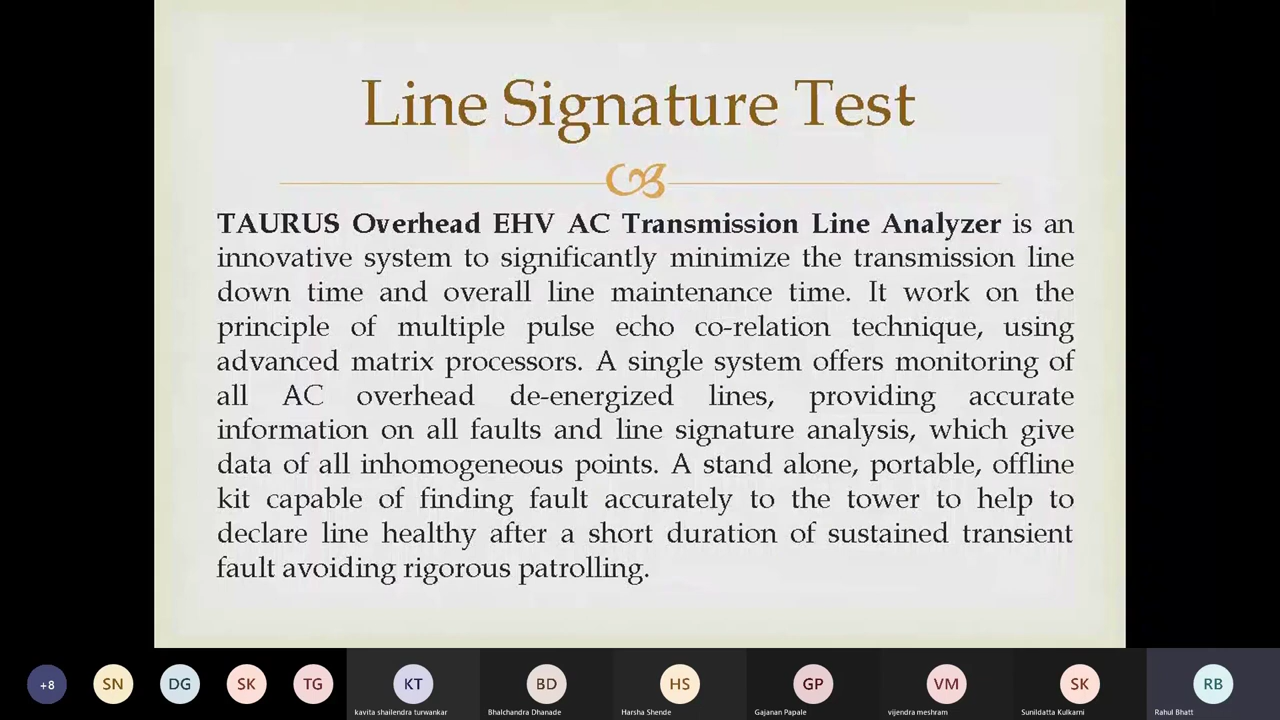 Line Signature Test
TAURUS Overhead EHV AC Transmission Line Analyzer is an
innovative system to significantly minimize the transmission line
down time and overall line maintenance time. It work on the
principle of multiple pulse echo co-relation technique, using
advanced matrix processors. A single system offers monitoring of
all AC overhead de-energized lines, providing accurate
information on all faults and line signature analysis, which give
data of all inhomogeneous points. A stand alone, portable, offline
kit capable of finding fault accurately to the tower to help to
declare line healthy after a short duration of sustained transient
fault avoiding rigorous patrolling.
+8 SN DG SK TG KT BD HS GP VM SK RB
kavita shailendra turwankar Bhalchandra Dhanade Harsha Shende Gajanan Papale vijendra meshram Sunildatta Kulkarni Rahul Bhatt